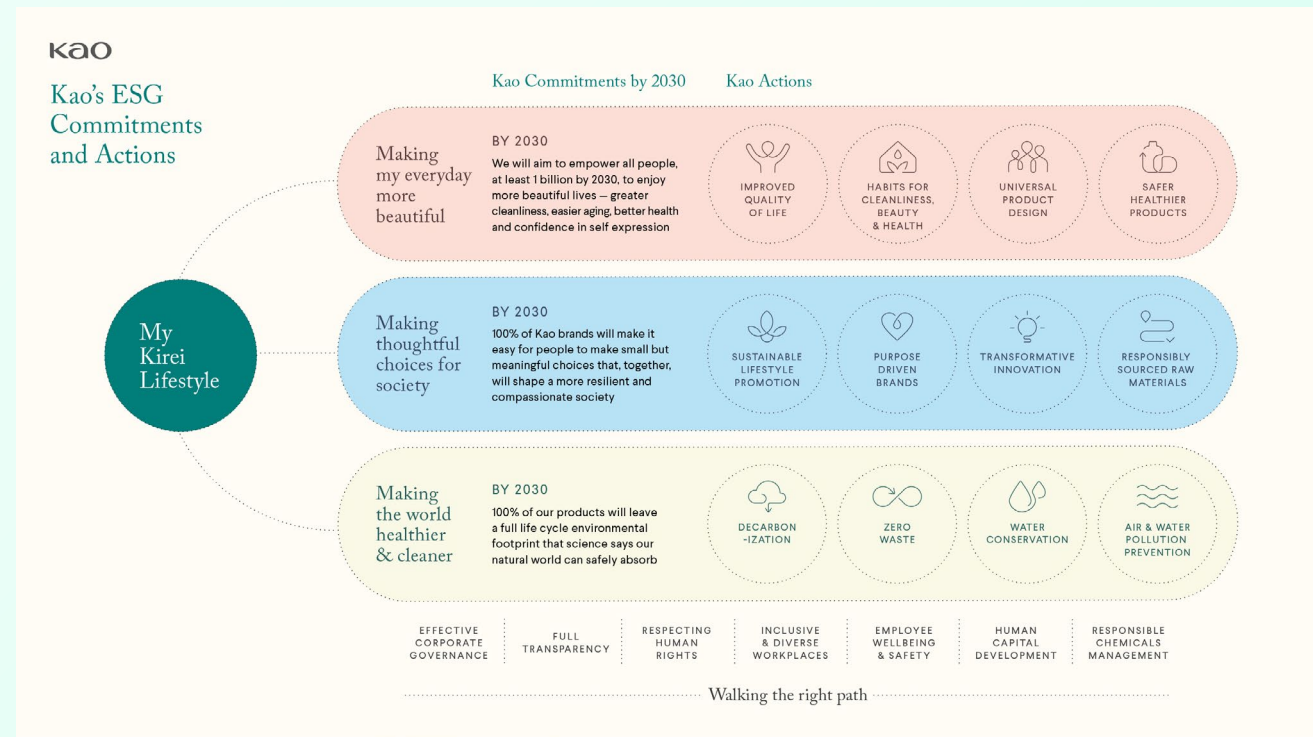 Kao
Kao's ESG
Commitments
and Actions
Kao Commitments by 2030
Kao Actions
My
Kirei
Lifestyle
Making
my everyday
more
beautiful
BY 2030
We will aim to empower all people,
at least 1 billion by 2030, to enjoy
more beautiful lives — greater
cleanliness, easier aging, better health
and confidence in self expression
IMPROVED
QUALITY
OF LIFE
HABITS FOR
CLEANLINESS,
BEAUTY
& HEALTH
UNIVERSAL
PRODUCT
DESIGN
SAFER
HEALTHIER
PRODUCTS
Making
thoughtful
choices for
society
BY 2030
100% of Kao brands will make it
easy for people to make small but
meaningful choices that, together,
will shape a more resilient and
compassionate society
SUSTAINABLE
LIFESTYLE
PROMOTION
PURPOSE
DRIVEN
BRANDS
TRANSFORMATIVE
INNOVATION
RESPONSIBLY
SOURCED RAW
MATERIALS
Making
the world
healthier
& cleaner
BY 2030
100% of our products will leave
a full life cycle environmental
footprint that science says our
natural world can safely absorb
DECARBON
-IZATION
ZERO
WASTE
WATER
CONSERVATION
AIR & WATER
POLLUTION
PREVENTION
EFFECTIVE
CORPORATE
GOVERNANCE
FULL
TRANSPARENCY
RESPECTING
HUMAN
RIGHTS
INCLUSIVE
& DIVERSE
WORKPLACES
EMPLOYEE
WELLBEING
& SAFETY
HUMAN
CAPITAL
DEVELOPMENT
RESPONSIBLE
CHEMICALS
MANAGEMENT
Walking the right path